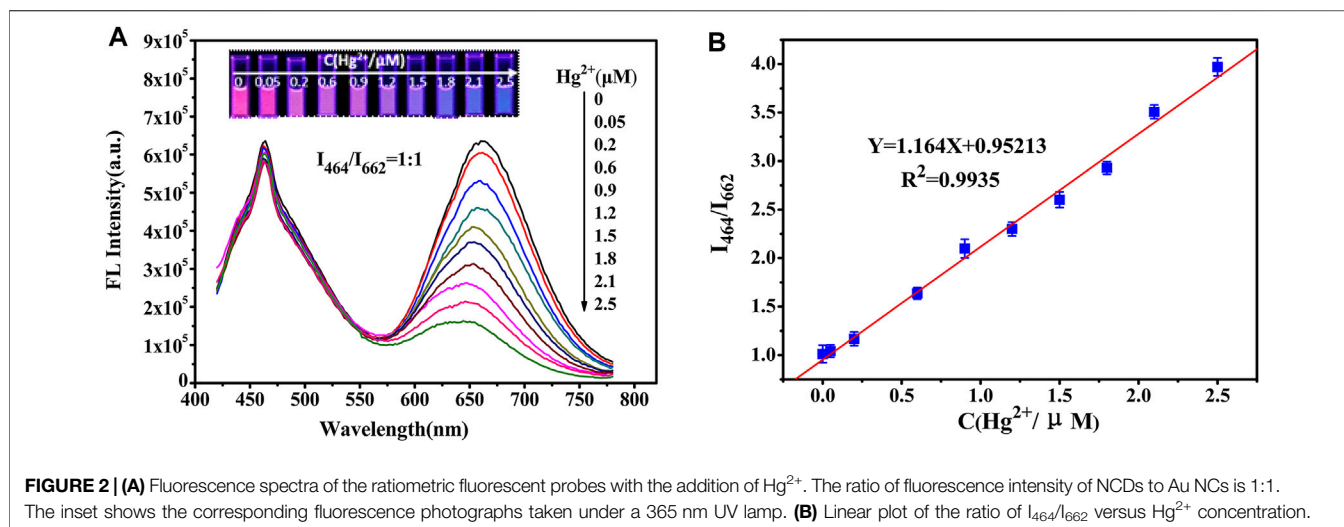 A
9x10⁵
8x10⁵
7x10⁵
6x10⁵
5x10⁵
4x10⁵
3x10⁵
2x10⁵
1x10⁵
0
FL Intensity(a.u.)
C(Hg²⁺/μM)
0 0.05 0.2 0.6 0.9 1.2 1.5 1.8 2.1 2.5
I₄₆₄/I₆₆₂=1:1
Hg²⁺(μM)
0
0.05
0.2
0.6
0.9
1.2
1.5
1.8
2.1
2.5
400 450 500 550 600 650 700 750 800
Wavelength(nm)
B
4.0
3.5
3.0
2.5
2.0
1.5
1.0
I₄₆₄/I₆₆₂
Y=1.164X+0.95213
R²=0.9935
0.0 0.5 1.0 1.5 2.0 2.5
C(Hg²⁺/ μ M)
FIGURE 2 | (A) Fluorescence spectra of the ratiometric fluorescent probes with the addition of Hg²⁺. The ratio of fluorescence intensity of NCDs to Au NCs is 1:1.
The inset shows the corresponding fluorescence photographs taken under a 365 nm UV lamp. (B) Linear plot of the ratio of I₄₆₄/I₆₆₂ versus Hg²⁺ concentration.